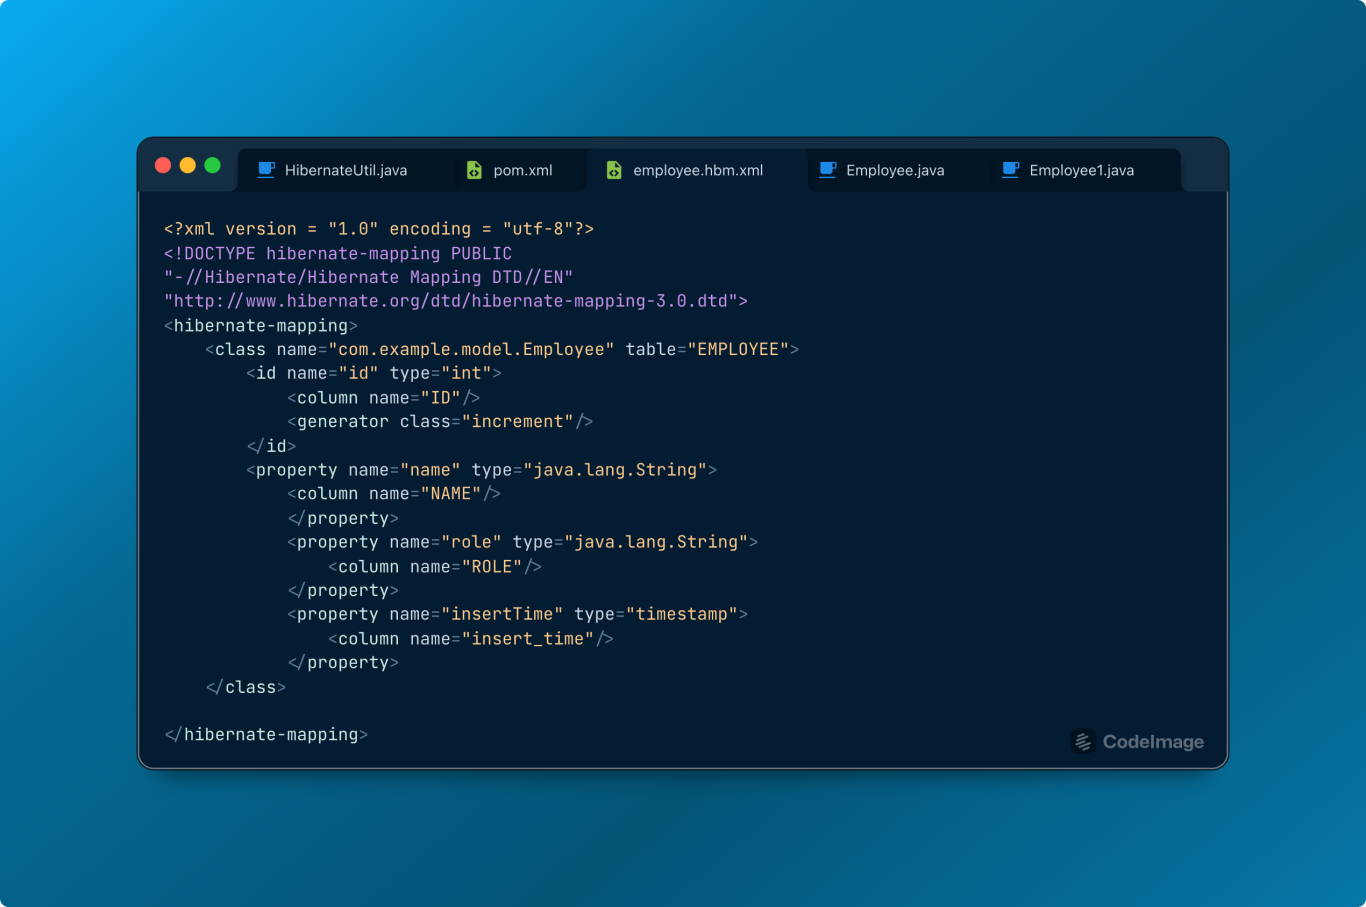 HibernateUtil.java pom.xml employee.hbm.xml Employee.java Employee1.java
<?xml version = "1.0" encoding = "utf-8"?>
<!DOCTYPE hibernate-mapping PUBLIC
"-//Hibernate/Hibernate Mapping DTD//EN"
"http://www.hibernate.org/dtd/hibernate-mapping-3.0.dtd">
<hibernate-mapping>
    <class name="com.example.model.Employee" table="EMPLOYEE">
        <id name="id" type="int">
            <column name="ID"/>
            <generator class="increment"/>
        </id>
        <property name="name" type="java.lang.String">
            <column name="NAME"/>
            </property>
            <property name="role" type="java.lang.String">
                <column name="ROLE"/>
            </property>
            <property name="insertTime" type="timestamp">
                <column name="insert_time"/>
            </property>
    </class>
</hibernate-mapping>
CodeImage